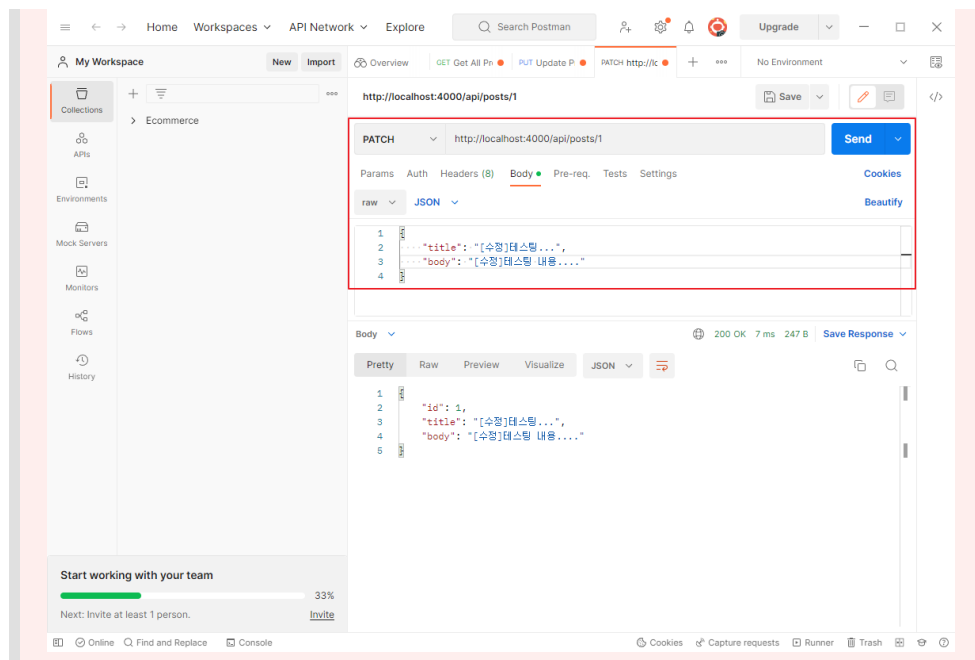 Home Workspaces API Network Explore Search Postman Upgrade
My Workspace New Import Overview GET Get All Pr PUT Update P PATCH http://lc No Environment
Collections
APIs
Environments
Mock Servers
Monitors
Flows
History
Ecommerce
http://localhost:4000/api/posts/1 Save
PATCH http://localhost:4000/api/posts/1 Send
Params Auth Headers (8) Body Pre-req. Tests Settings Cookies
raw JSON Beautify
1 {
2 ····"title":·"[수정]테스팅...",
3 ····"body":·"[수정]테스팅·내용...."
4 }
Body 200 OK 7 ms 247 B Save Response
Pretty Raw Preview Visualize JSON
1 {
2 "id": 1,
3 "title": "[수정]테스팅...",
4 "body": "[수정]테스팅 내용...."
5 }
Start working with your team
33%
Next: Invite at least 1 person. Invite
Online Find and Replace Console Cookies Capture requests Runner Trash